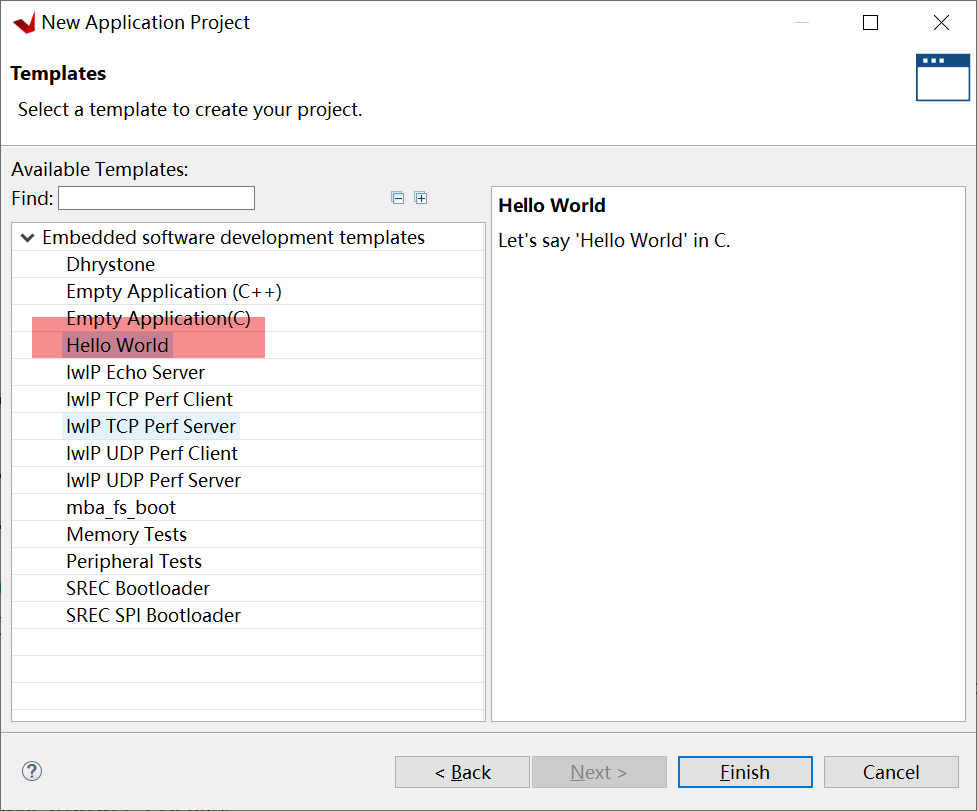 New Application Project
Templates
Select a template to create your project.
Available Templates:
Find:
Embedded software development templates
Dhrystone
Empty Application (C++)
Empty Application(C)
Hello World
lwIP Echo Server
lwIP TCP Perf Client
lwIP TCP Perf Server
lwIP UDP Perf Client
lwIP UDP Perf Server
mba_fs_boot
Memory Tests
Peripheral Tests
SREC Bootloader
SREC SPI Bootloader
Hello World
Let's say 'Hello World' in C.
?
< Back
Next >
Finish
Cancel